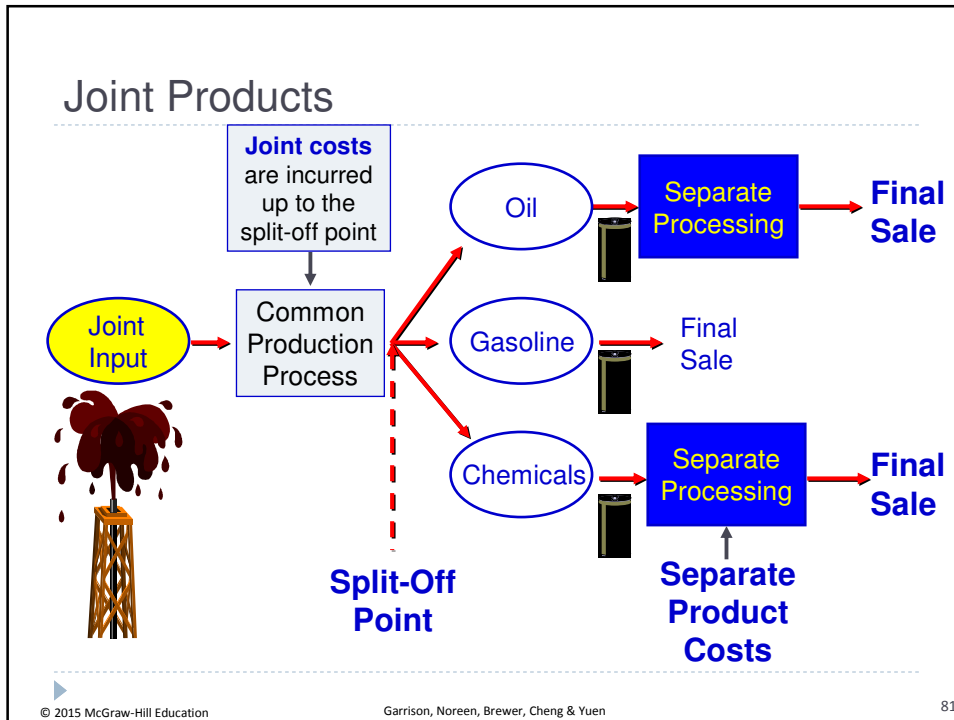 Joint Products
Joint costs
are incurred
up to the
split-off point
Joint
Input
Common
Production
Process
Oil
Separate
Processing
Final
Sale
Gasoline
Final
Sale
Chemicals
Separate
Processing
Final
Sale
Split-Off
Point
Separate
Product
Costs
© 2015 McGraw-Hill Education
Garrison, Noreen, Brewer, Cheng & Yuen
81